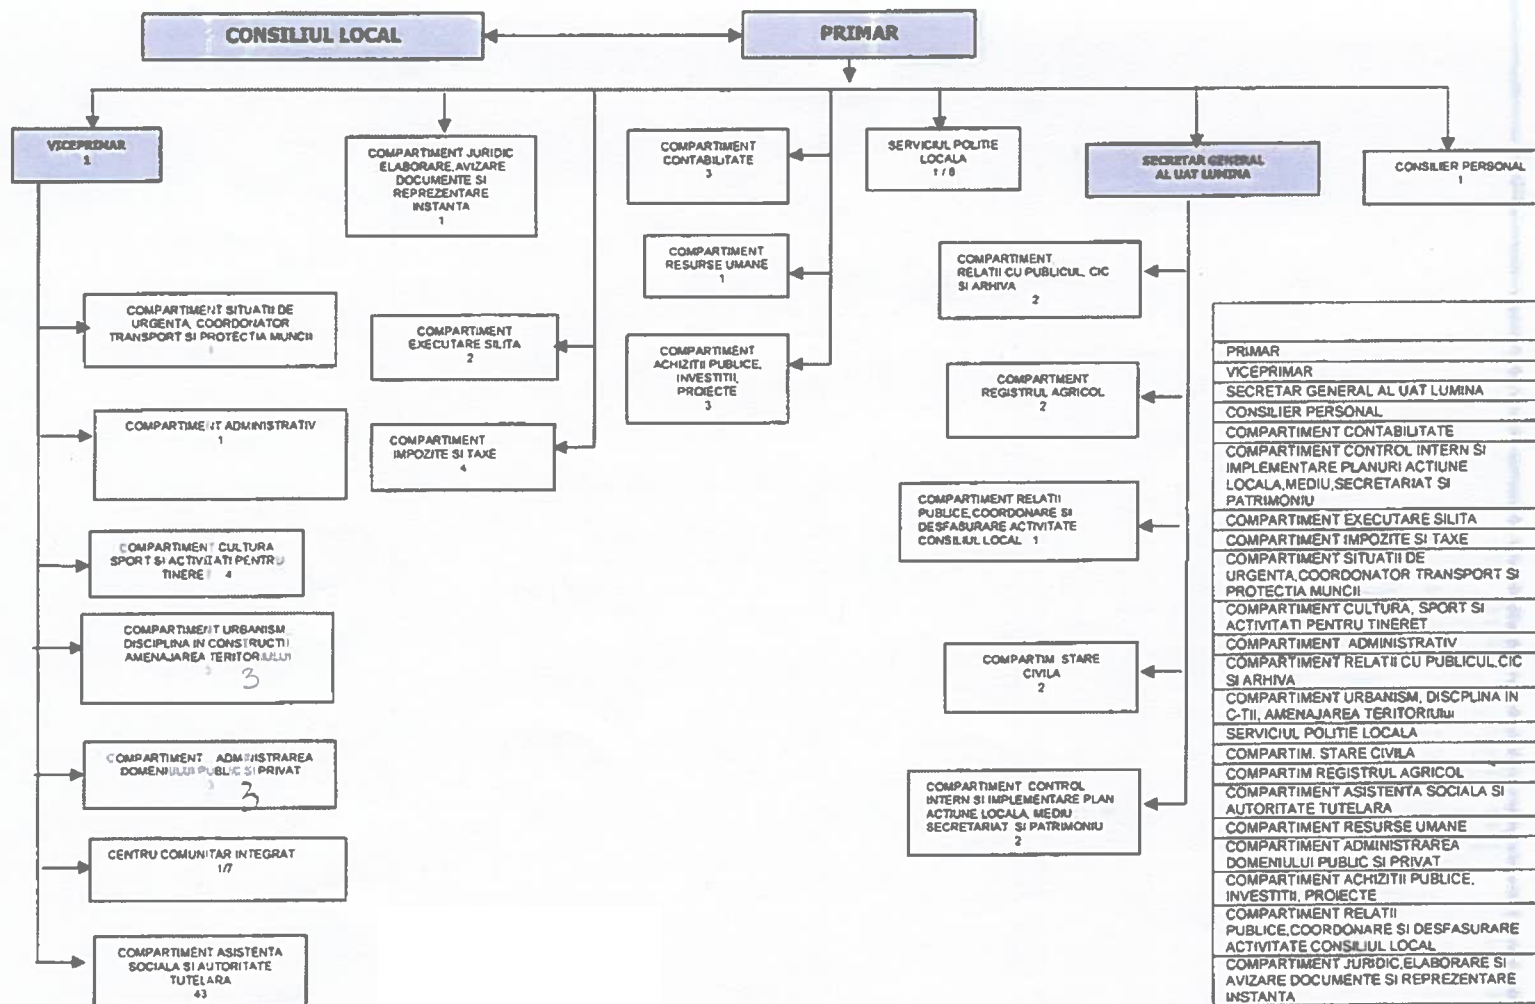 CONSILIUL LOCAL
PRIMAR
VICEPRIMAR
1
COMPARTIMENT JURIDIC
ELABORARE, AVIZARE
DOCUMENTE SI
REPREZENTARE
INSTANTA
1
COMPARTIMENT
CONTABILITATE
3
SERVICIUL POLITIE
LOCALA
1 / 8
SECRETAR GENERAL
AL UAT LUMINA
CONSILIER PERSONAL
1
COMPARTIMENT SITUATII DE
URGENTA, COORDONATOR
TRANSPORT SI PROTECTIA MUNCII
1
COMPARTIMENT ADMINISTRATIV
1
COMPARTIMENT CULTURA
SPORT SI ACTIVITATI PENTRU
TINERET 4
COMPARTIMENT URBANISM
DISCIPLINA IN CONSTRUCTII
AMENAJAREA TERITORIULUI
3
COMPARTIMENT ADMINISTRAREA
DOMENIULUI PUBLIC SI PRIVAT
3
CENTRU COMUNITAR INTEGRAT
1/7
COMPARTIMENT ASISTENTA
SOCIALA SI AUTORITATE
TUTELARA
43
COMPARTIMENT
EXECUTARE SILITA
2
COMPARTIMENT
IMPOZITE SI TAXE
4
COMPARTIMENT
RESURSE UMANE
1
COMPARTIMENT
ACHIZITII PUBLICE,
INVESTITII,
PROIECTE
3
COMPARTIMENT
RELATII CU PUBLICUL, CIC
SI ARHIVA
2
COMPARTMENT
REGISTRUL AGRICOL
2
COMPARTIMENT RELATII
PUBLICE,COORDONARE SI
DESFASURARE ACTIVITATE
CONSILIUL LOCAL 1
COMPARTIM STARE
CIVILA
2
COMPARTIMENT CONTROL
INTERN SI IMPLEMENTARE PLAN
ACTIUNE LOCALA, MEDIU
SECRETARIAT SI PATRIMONIU
2
PRIMAR
VICEPRIMAR
SECRETAR GENERAL AL UAT LUMINA
CONSILIER PERSONAL
COMPARTIMENT CONTABILITATE
COMPARTIMENT CONTROL INTERN SI
IMPLEMENTARE PLANURI ACTIUNE
LOCALA,MEDIU,SECRETARIAT SI
PATRIMONIU
COMPARTIMENT EXECUTARE SILITA
COMPARTIMENT IMPOZITE SI TAXE
COMPARTIMENT SITUATII DE
URGENTA,COORDONATOR TRANSPORT SI
PROTECTIA MUNCII
COMPARTIMENT CULTURA, SPORT SI
ACTIVITATI PENTRU TINERET
COMPARTIMENT ADMINISTRATIV
COMPARTIMENT RELATII CU PUBLICUL,CIC
SI ARHIVA
COMPARTIMENT URBANISM, DISCPLINA IN
C-TII, AMENAJAREA TERITORIULUI
SERVICIUL POLITIE LOCALA
COMPARTIM. STARE CIVILA
COMPARTIM REGISTRUL AGRICOL
COMPARTIMENT ASISTENTA SOCIALA SI
AUTORITATE TUTELARA
COMPARTIMENT RESURSE UMANE
COMPARTIMENT ADMINISTRAREA
DOMENIULUI PUBLIC SI PRIVAT
COMPARTIMENT ACHIZITII PUBLICE,
INVESTITII, PROIECTE
COMPARTIMENT RELATII
PUBLICE,COORDONARE SI DESFASURARE
ACTIVITATE CONSILIUL LOCAL
COMPARTIMENT JURIDIC,ELABORARE SI
AVIZARE DOCUMENTE SI REPREZENTARE
INSTANTA